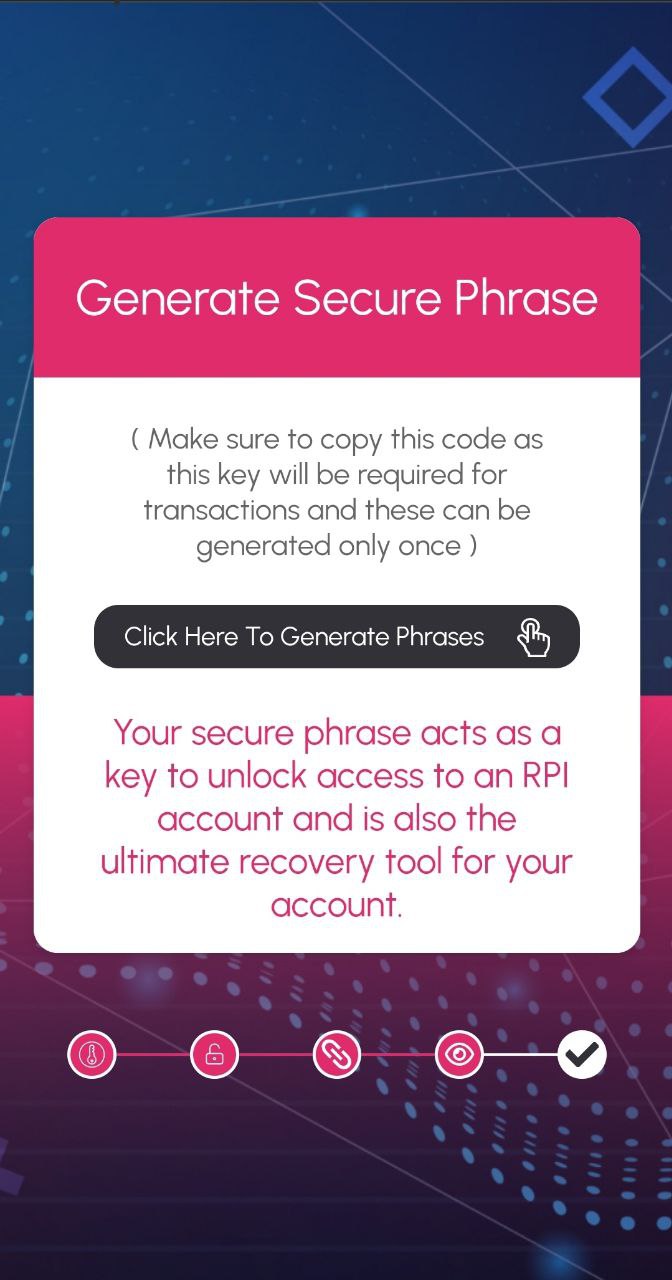 Generate Secure Phrase
( Make sure to copy this code as
this key will be required for
transactions and these can be
generated only once )
Click Here To Generate Phrases
Your secure phrase acts as a
key to unlock access to an RPI
account and is also the
ultimate recovery tool for your
account.